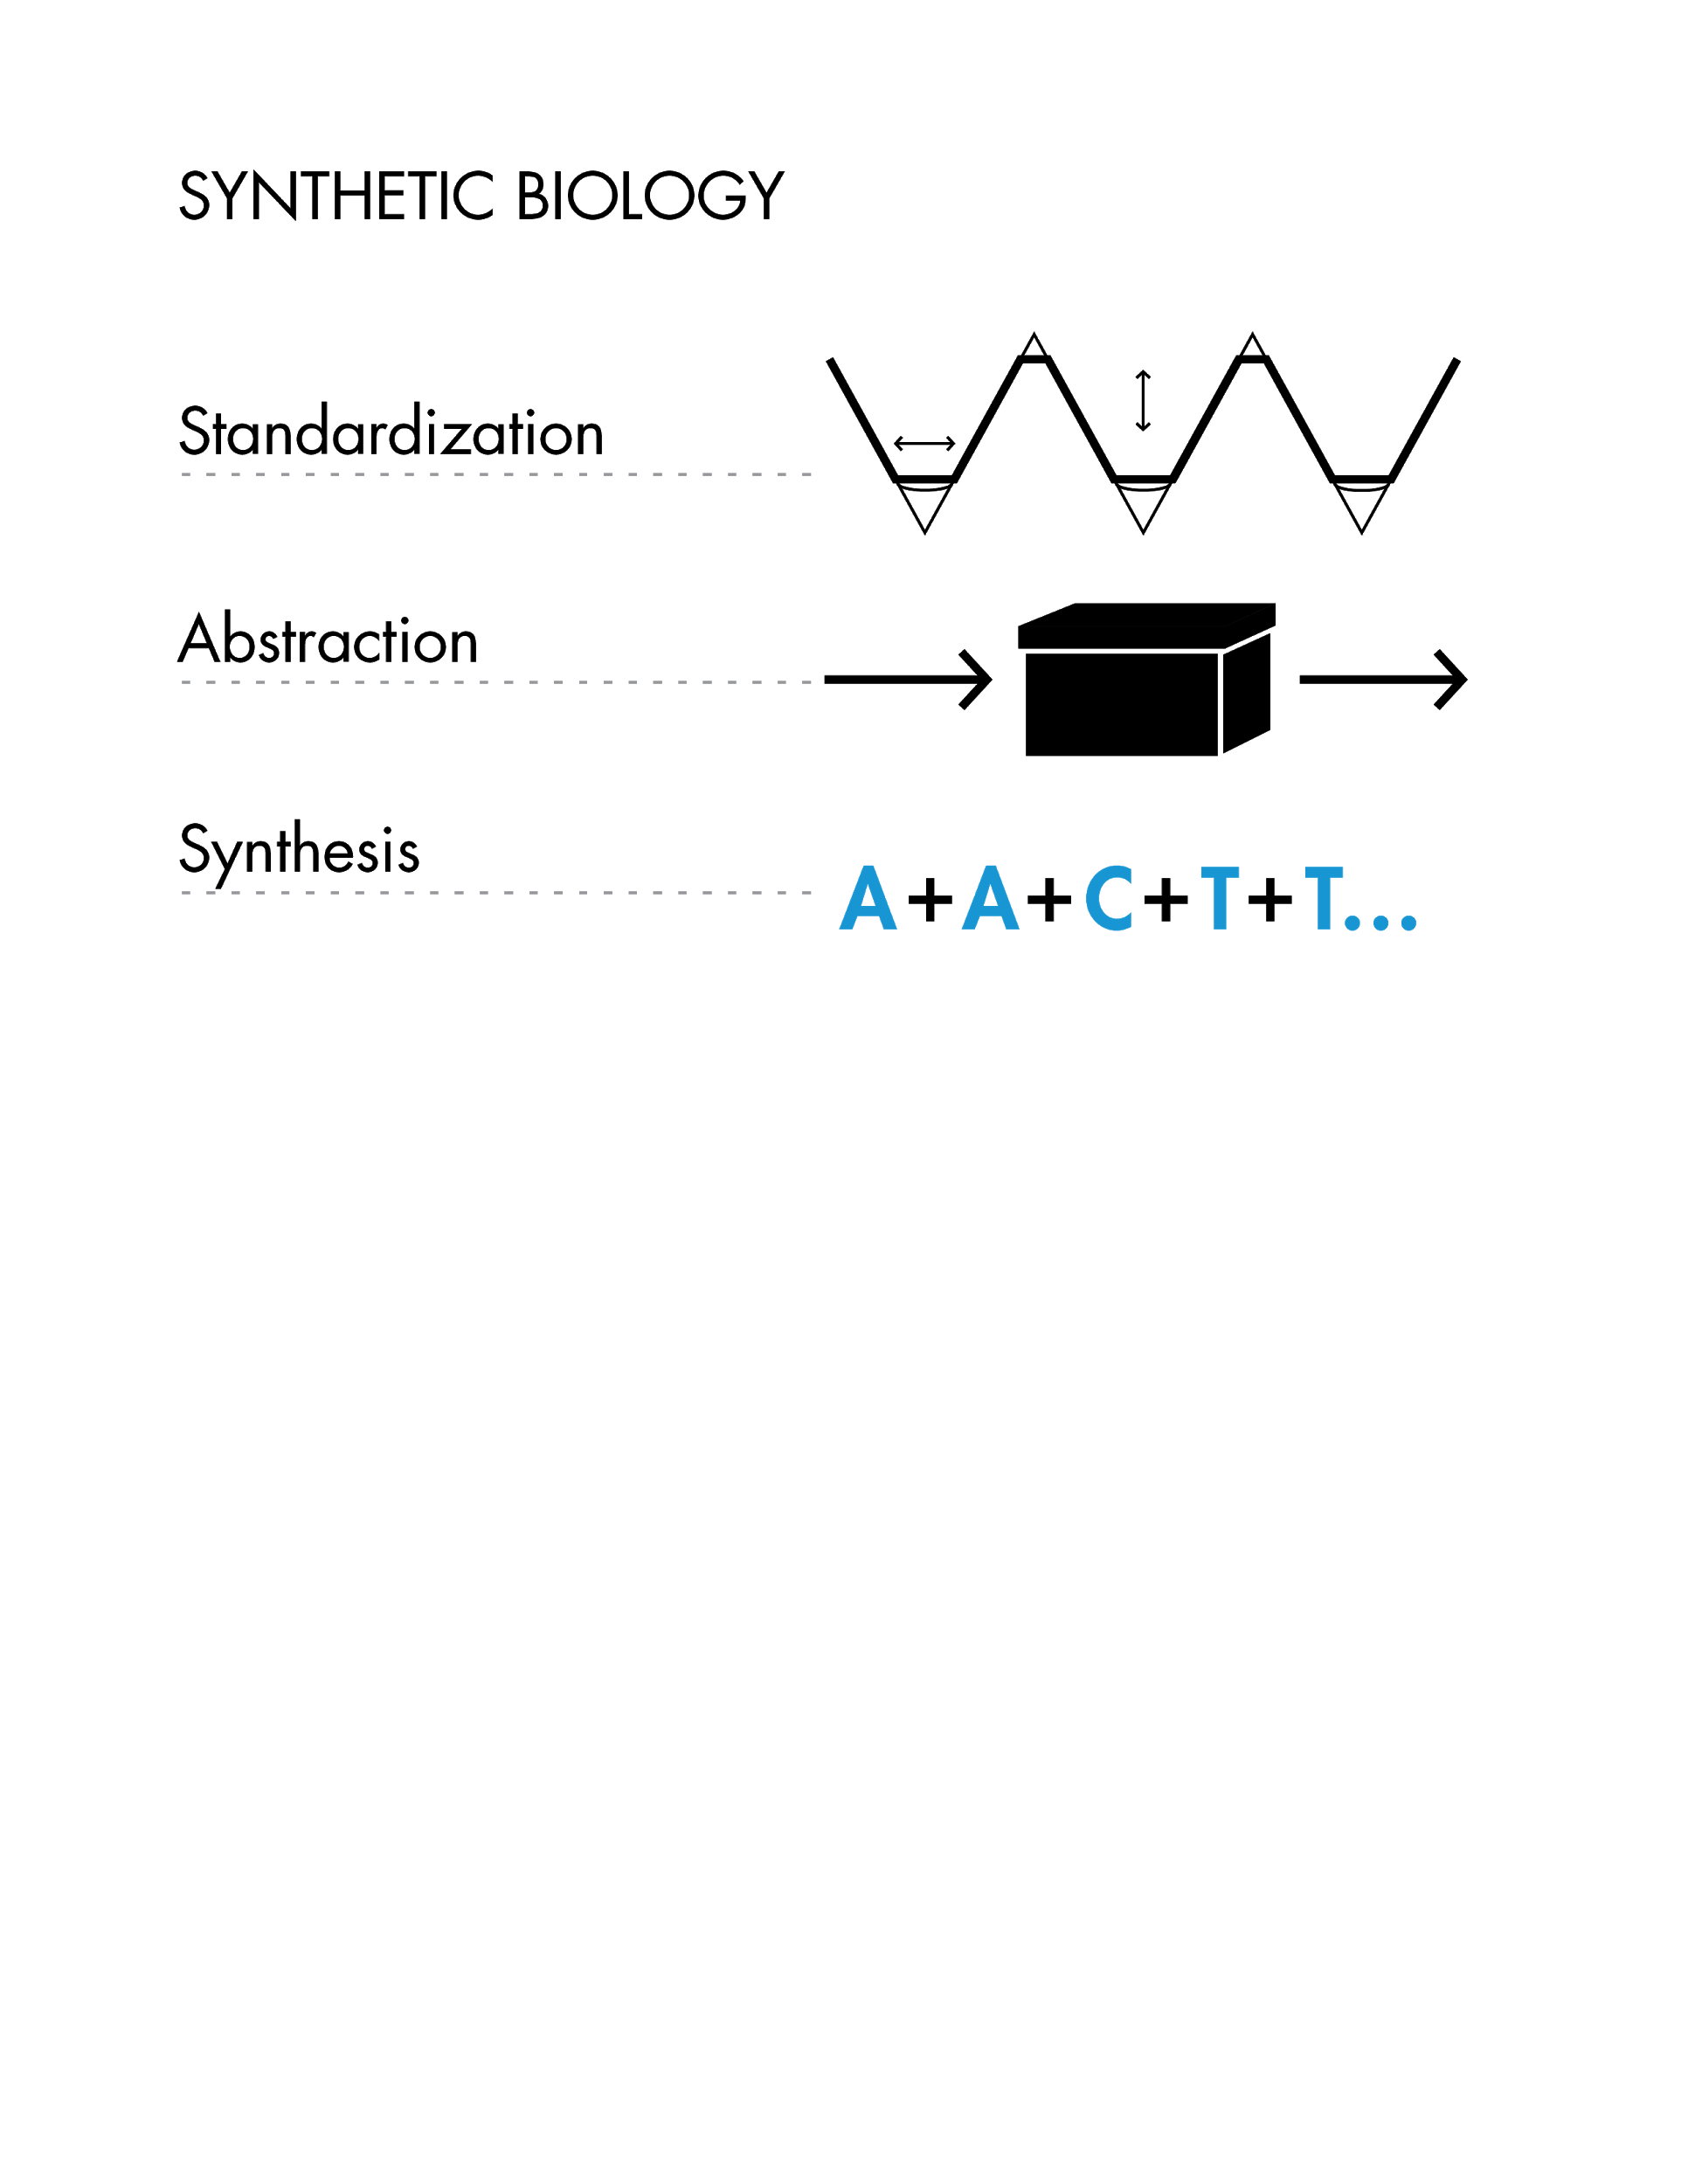 SYNTHETIC BIOLOGY
Standardization
Abstraction
Synthesis
A+A+C+T+T...